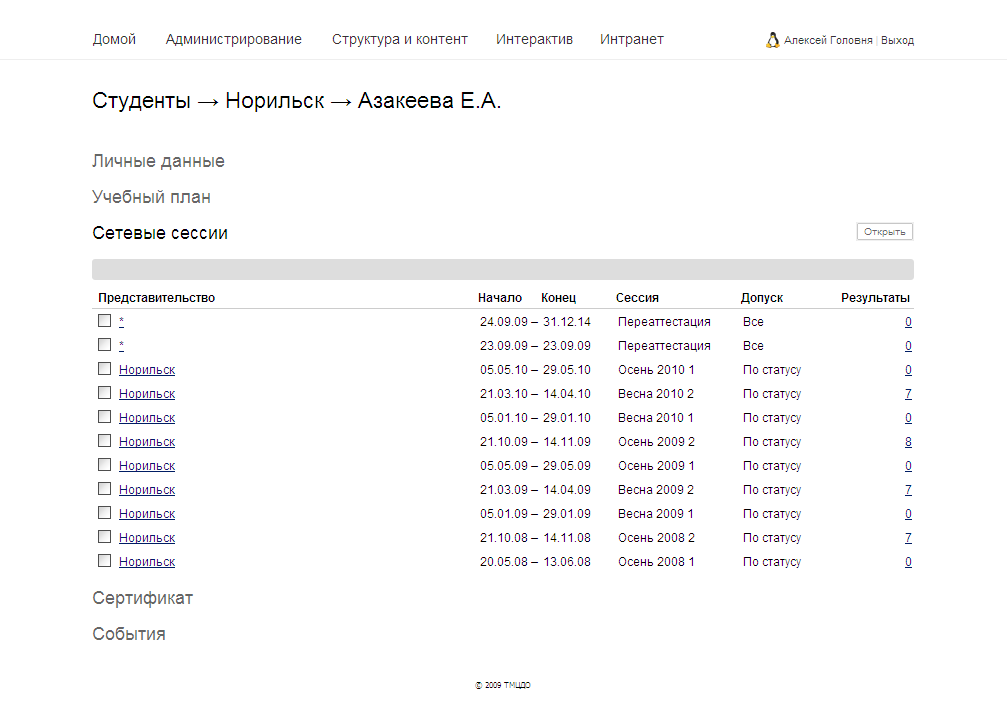 Домой Администрирование Структура и контент Интерактив Интранет Алексей Головня | Выход
Студенты → Норильск → Азакеева Е.А.
Личные данные
Учебный план
Сетевые сессии Открыть
Представительство Начало Конец Сессия Допуск Результаты
* 24.09.09 – 31.12.14 Переаттестация Все 0
* 23.09.09 – 23.09.09 Переаттестация Все 0
Норильск 05.05.10 – 29.05.10 Осень 2010 1 По статусу 0
Норильск 21.03.10 – 14.04.10 Весна 2010 2 По статусу 7
Норильск 05.01.10 – 29.01.10 Весна 2010 1 По статусу 0
Норильск 21.10.09 – 14.11.09 Осень 2009 2 По статусу 8
Норильск 05.05.09 – 29.05.09 Осень 2009 1 По статусу 0
Норильск 21.03.09 – 14.04.09 Весна 2009 2 По статусу 7
Норильск 05.01.09 – 29.01.09 Весна 2009 1 По статусу 0
Норильск 21.10.08 – 14.11.08 Осень 2008 2 По статусу 7
Норильск 20.05.08 – 13.06.08 Осень 2008 1 По статусу 0
Сертификат
События
© 2009 ТМЦДО